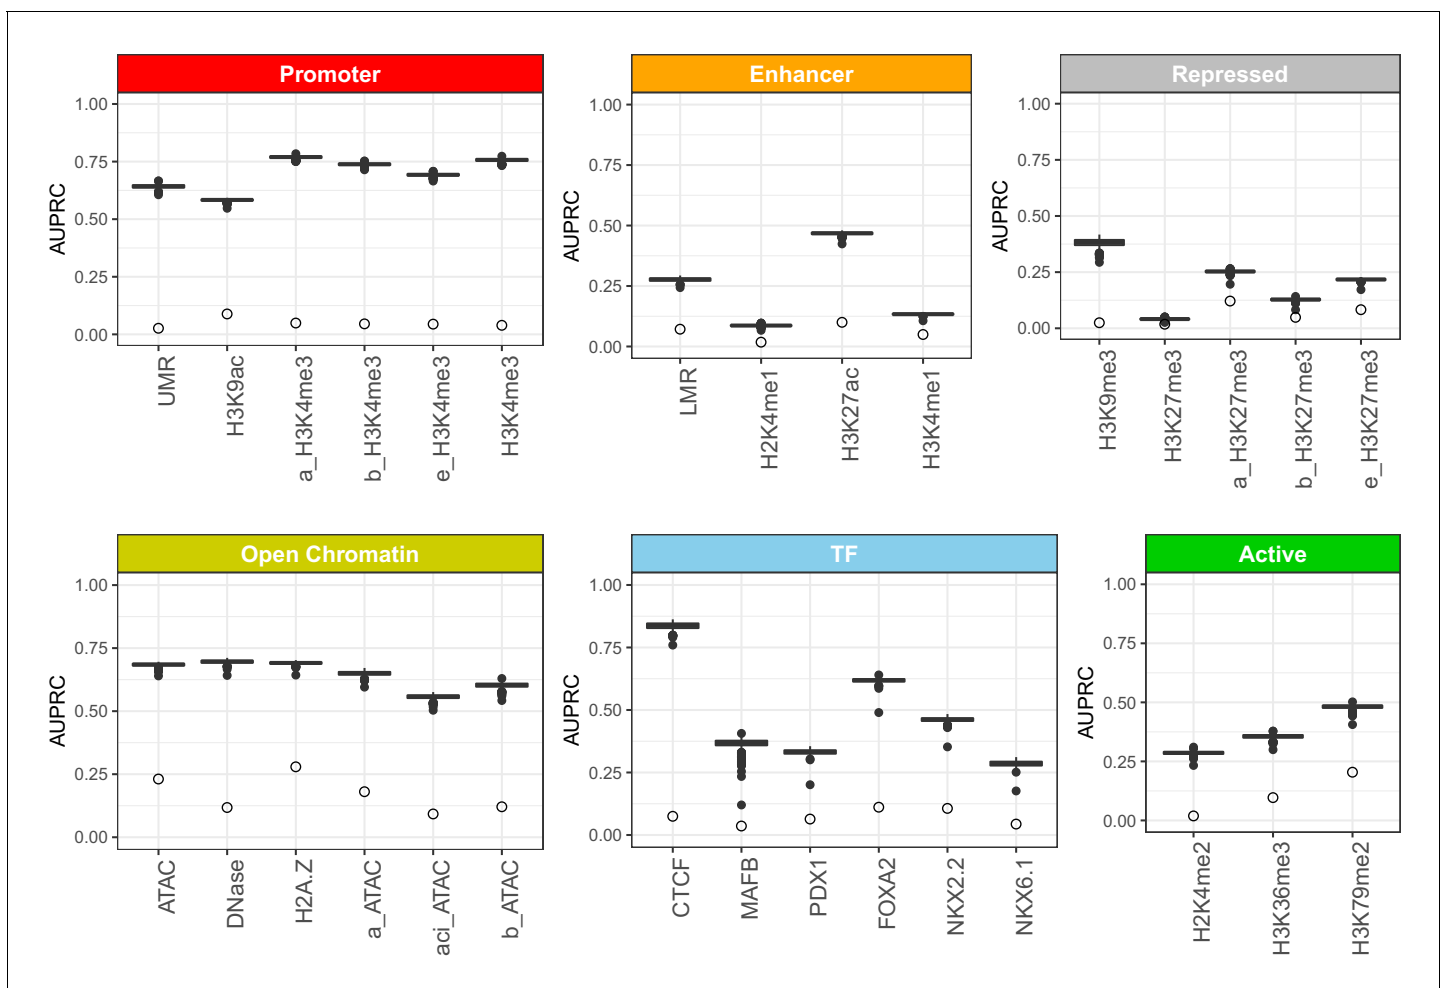 Promoter
1.00
0.75
0.50
0.25
0.00
AUPRC
UMR
H3K9ac
a_H3K4me3
b_H3K4me3
e_H3K4me3
H3K4me3
Enhancer
1.00
0.75
0.50
0.25
0.00
AUPRC
LMR
H2K4me1
H3K27ac
H3K4me1
Repressed
1.00
0.75
0.50
0.25
0.00
AUPRC
H3K9me3
H3K27me3
a_H3K27me3
b_H3K27me3
e_H3K27me3
Open Chromatin
1.00
0.75
0.50
0.25
0.00
AUPRC
ATAC
DNase
H2A.Z
a_ATAC
aci_ATAC
b_ATAC
TF
1.00
0.75
0.50
0.25
0.00
AUPRC
CTCF
MAFB
PDX1
FOXA2
NKX2.2
NKX6.1
Active
1.00
0.75
0.50
0.25
0.00
AUPRC
H2K4me2
H3K36me3
H3K79me2